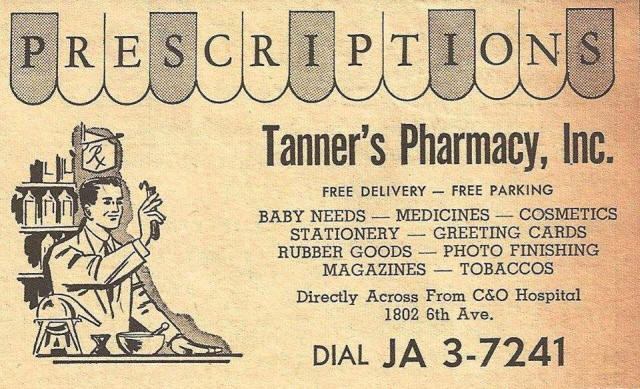 PRESCRIPTIONS
Rx
Tanner's Pharmacy, Inc.
FREE DELIVERY — FREE PARKING
BABY NEEDS — MEDICINES — COSMETICS
STATIONERY — GREETING CARDS
RUBBER GOODS — PHOTO FINISHING
MAGAZINES — TOBACCOS
Directly Across From C&O Hospital
1802 6th Ave.
DIAL JA 3-7241